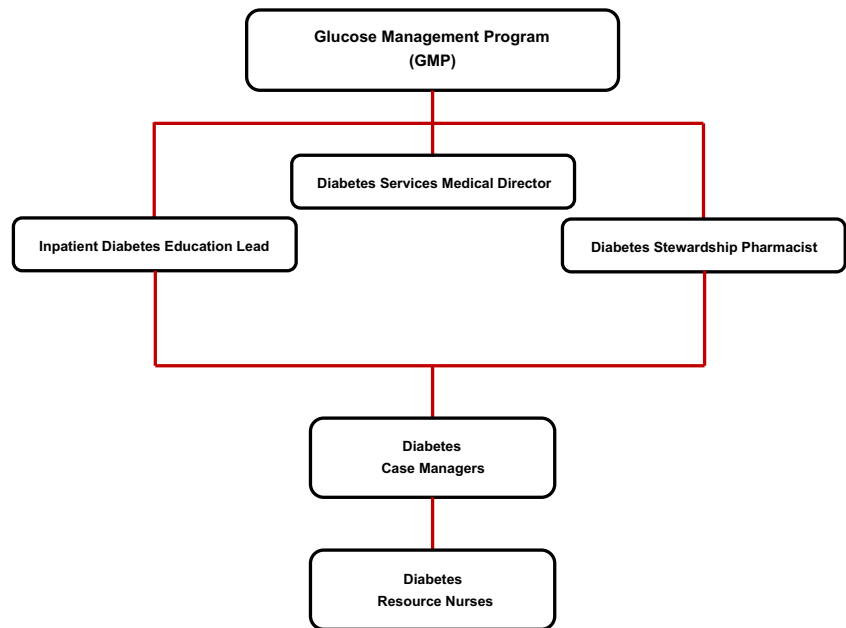 Glucose Management Program
(GMP)
Diabetes Services Medical Director
Inpatient Diabetes Education Lead
Diabetes Stewardship Pharmacist
Diabetes
Case Managers
Diabetes
Resource Nurses